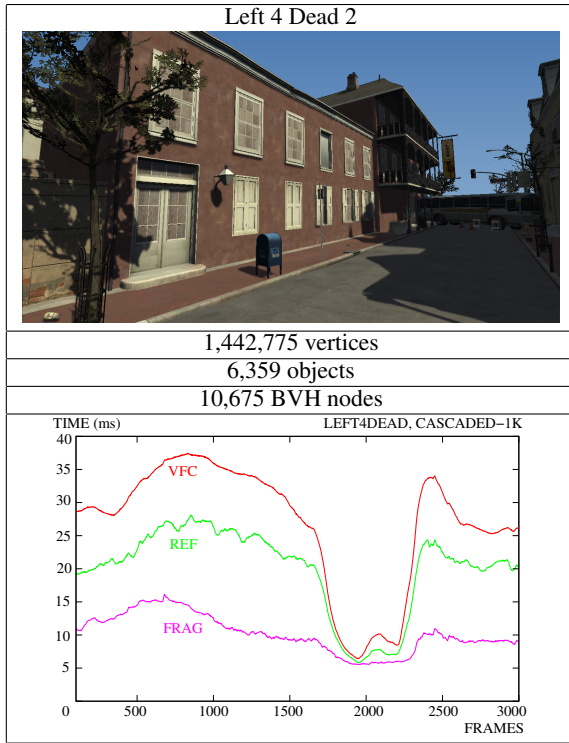 Left 4 Dead 2
1,442,775 vertices
6,359 objects
10,675 BVH nodes
TIME (ms) LEFT4DEAD, CASCADED−1K
40
35
30
25
20
15
10
5
VFC
REF
FRAG
0 500 1000 1500 2000 2500 3000
FRAMES